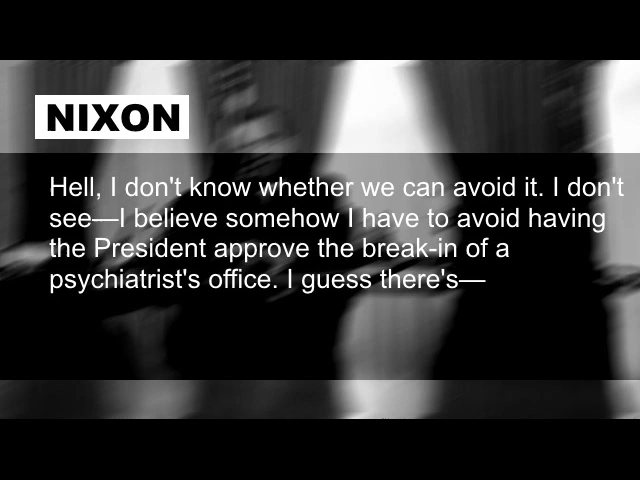 NIXON
Hell, I don't know whether we can avoid it. I don't
see—I believe somehow I have to avoid having
the President approve the break-in of a
psychiatrist's office. I guess there's—